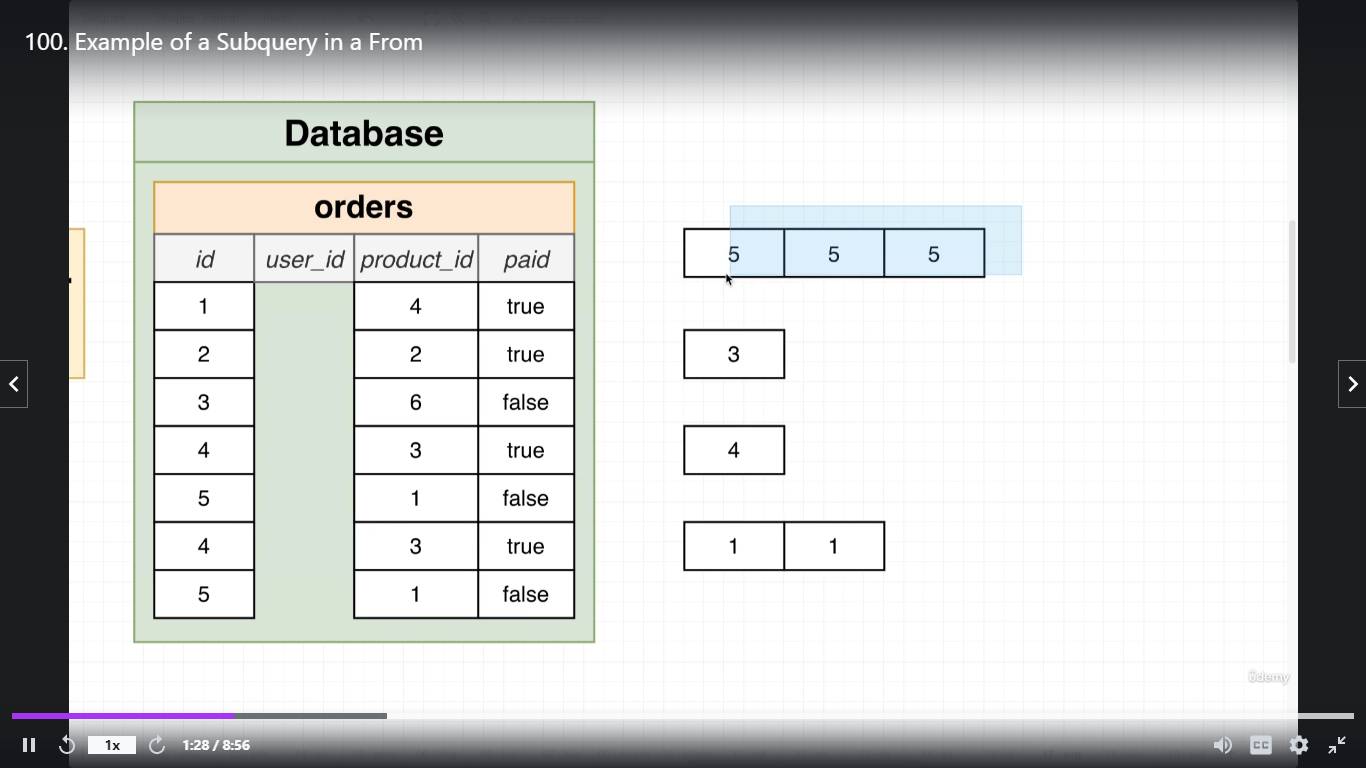 100. Example of a Subquery in a From
Database
orders
id user_id product_id paid
1 4 true
2 2 true
3 6 false
4 3 true
5 1 false
4 3 true
5 1 false
5 5 5
3
4
1 1
ûdemy
1x 1:28 / 8:56 CC